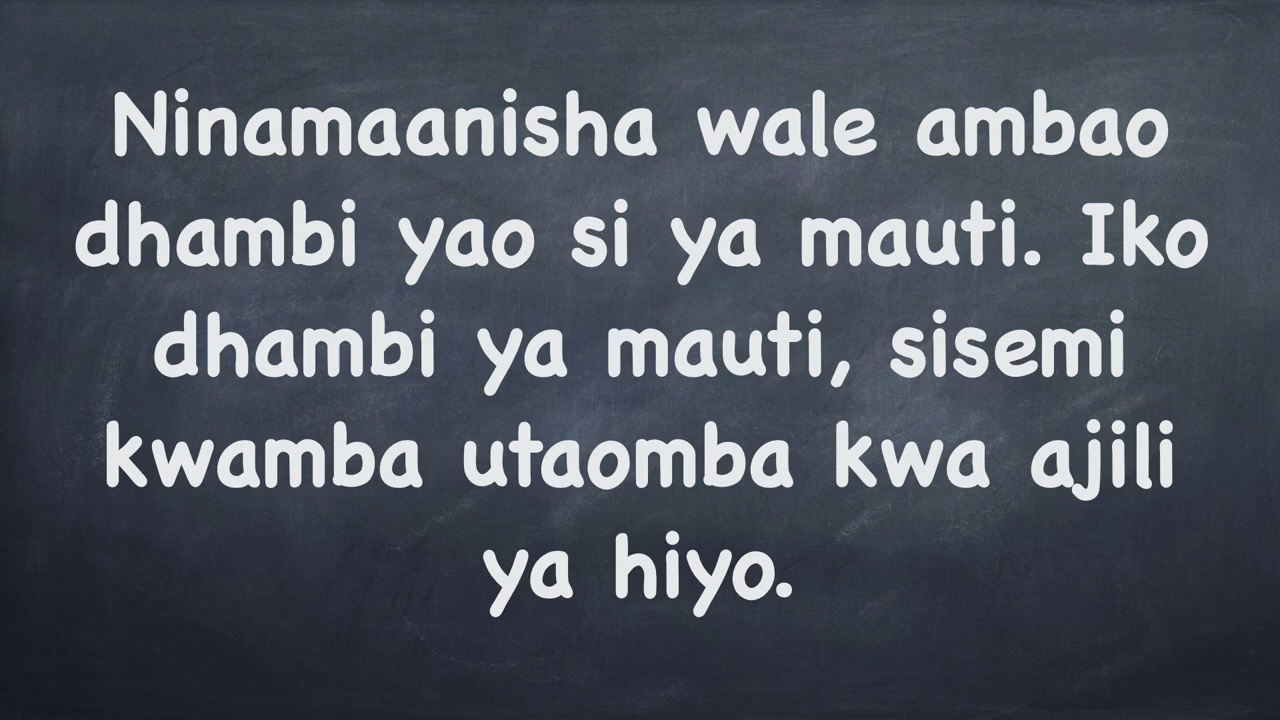 Ninamaanisha wale ambao
dhambi yao si ya mauti. Iko
dhambi ya mauti, sisemi
kwamba utaomba kwa ajili
ya hiyo.